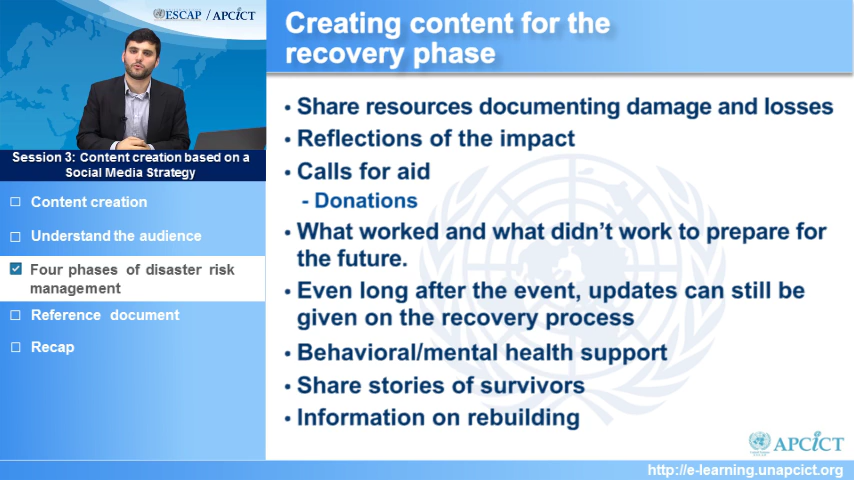 ESCAP / APCICT
Session 3: Content creation based on a
Social Media Strategy
☐ Content creation
☐ Understand the audience
☑ Four phases of disaster risk
management
☐ Reference document
☐ Recap
Creating content for the
recovery phase
• Share resources documenting damage and losses
• Reflections of the impact
• Calls for aid
- Donations
• What worked and what didn’t work to prepare for
the future.
• Even long after the event, updates can still be
given on the recovery process
• Behavioral/mental health support
• Share stories of survivors
• Information on rebuilding
APCICT
http://e-learning.unapcict.org